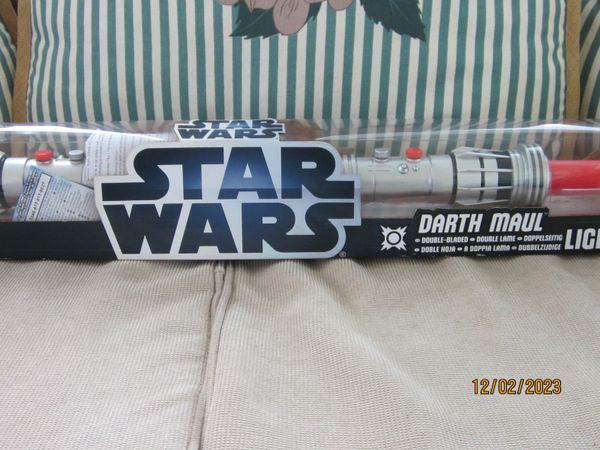 STAR
WARS
STAR
WARS
®
DARTH MAUL
• DOUBLE-BLADED • DOUBLE LAME • DOPPELSEITIG
• DOBLE HOJA • A DOPPIA LAMA • DUBBELZIJDIGE
LIG
12/02/2023